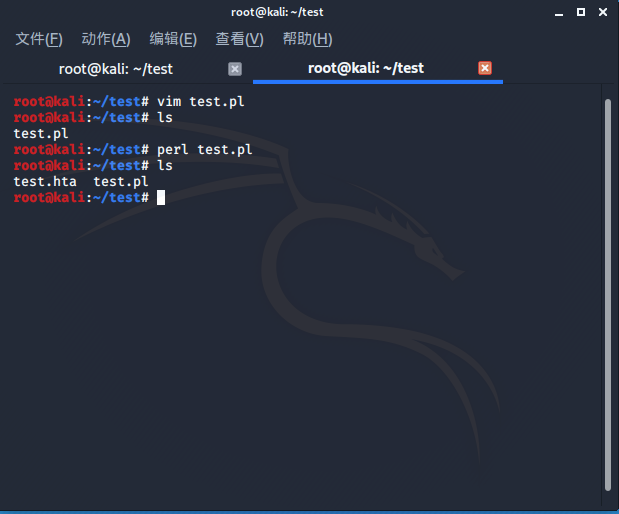 root@kali: ~/test
文件(F) 动作(A) 编辑(E) 查看(V) 帮助(H)
root@kali: ~/test root@kali: ~/test
root@kali:~/test# vim test.pl
root@kali:~/test# ls
test.pl
root@kali:~/test# perl test.pl
root@kali:~/test# ls
test.hta  test.pl
root@kali:~/test#